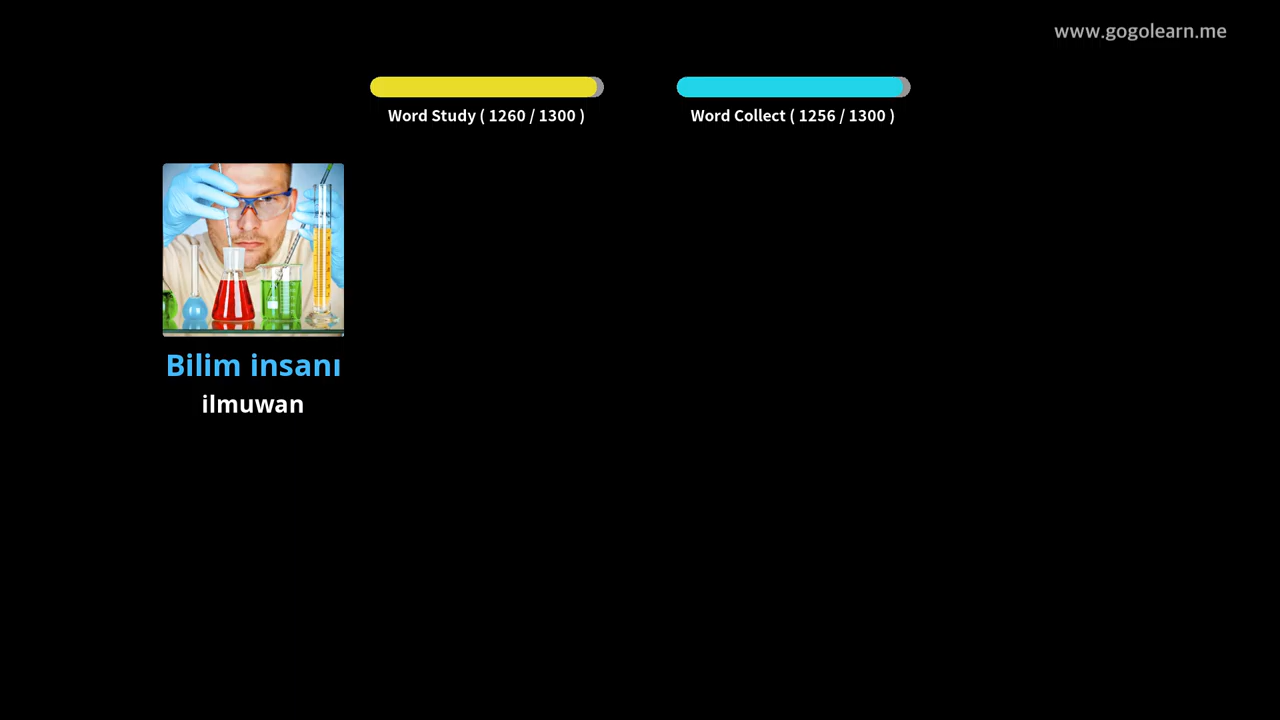 www.gogolearn.me
Word Study ( 1260 / 1300 )
Word Collect ( 1256 / 1300 )
Bilim insanı
ilmuwan